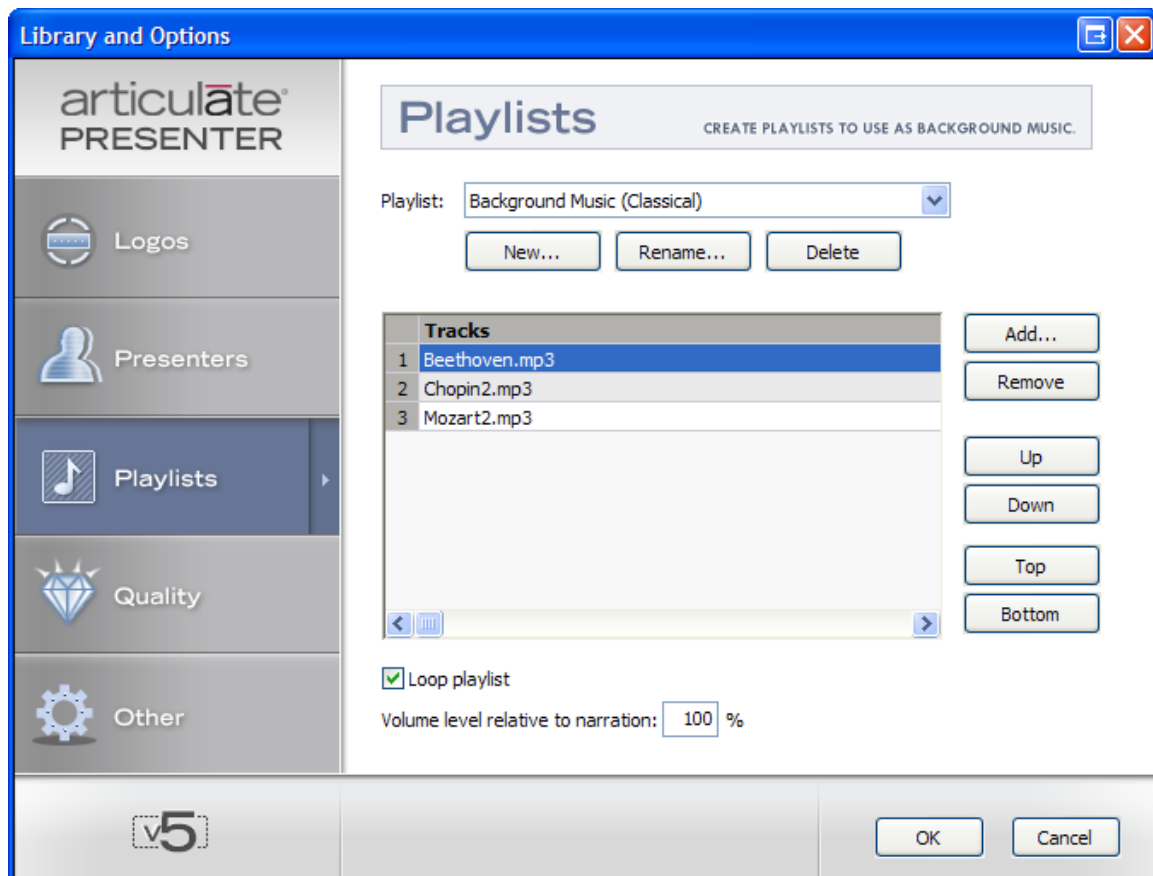 Library and Options
articulāte®
PRESENTER
Logos
Presenters
Playlists
Quality
Other
v5
Playlists
CREATE PLAYLISTS TO USE AS BACKGROUND MUSIC.
Playlist: Background Music (Classical)
New... Rename... Delete
Tracks
1 Beethoven.mp3
2 Chopin2.mp3
3 Mozart2.mp3
Add...
Remove
Up
Down
Top
Bottom
Loop playlist
Volume level relative to narration: 100 %
OK Cancel